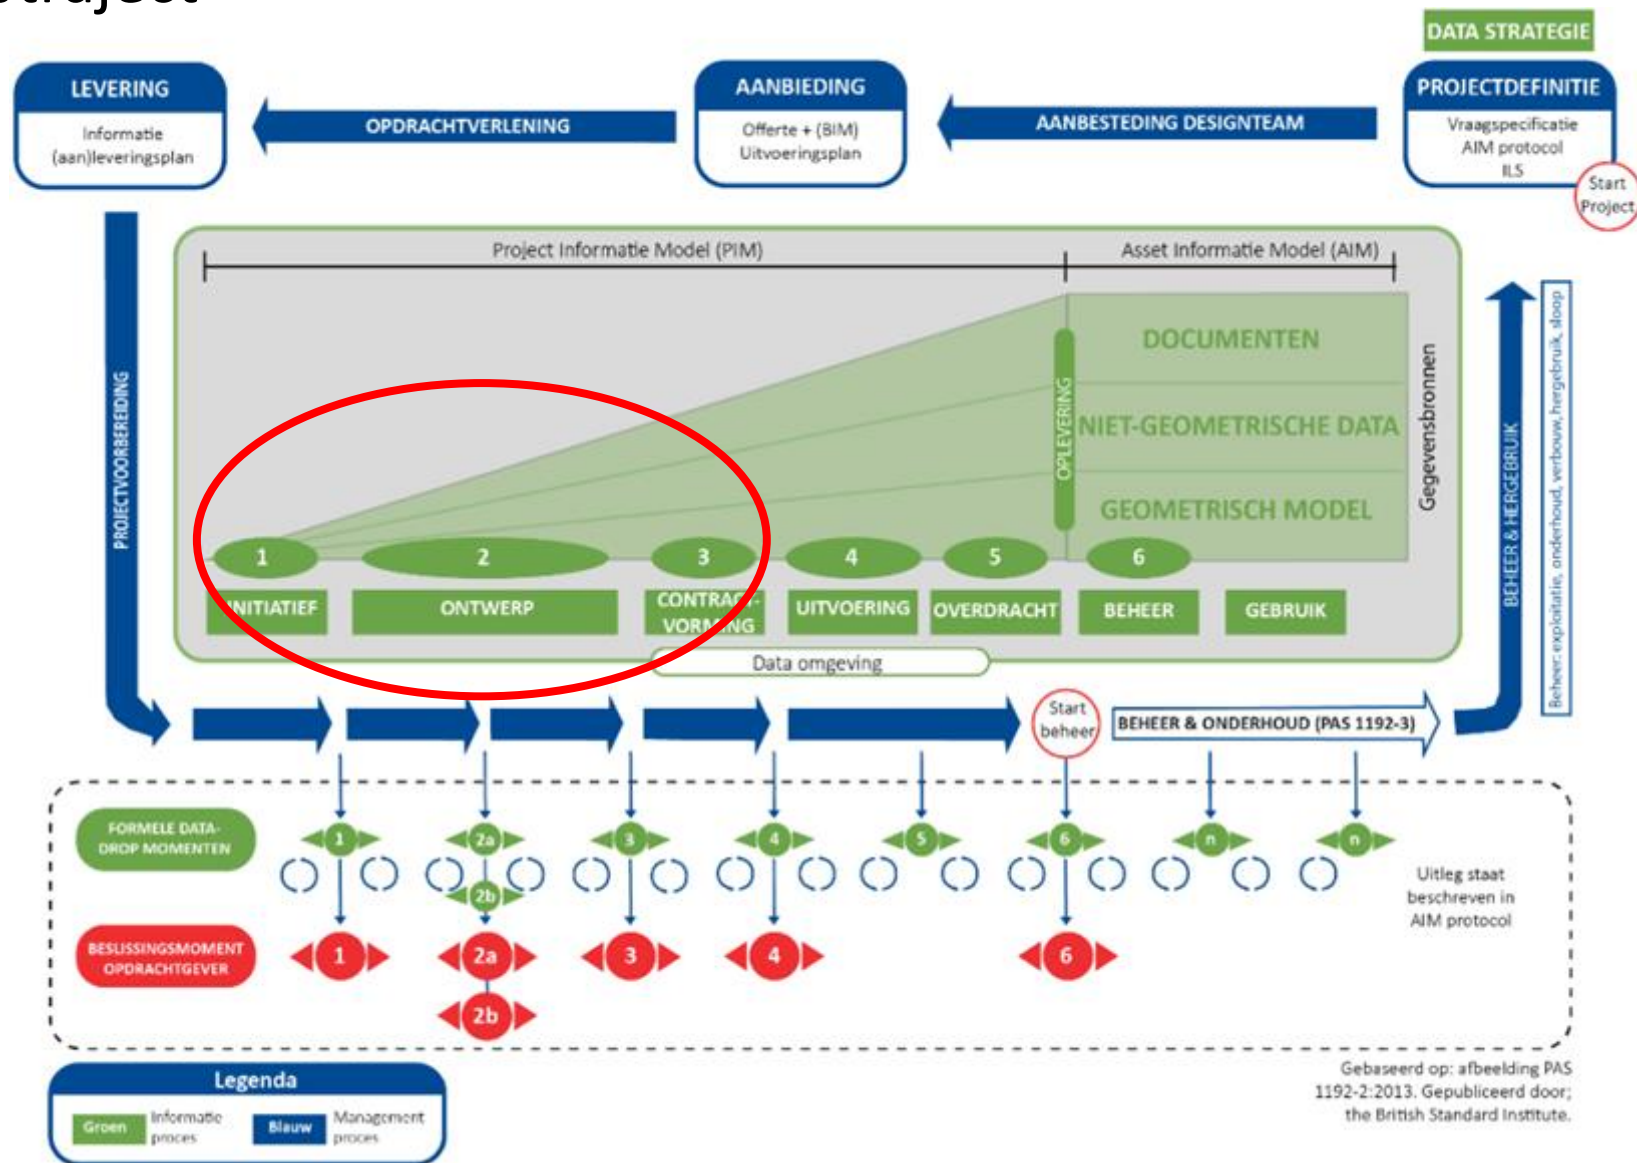 DATA STRATEGIE
LEVERING
Informatie
(aan)leveringsplan
OPDRACHTVERLENING
AANBIEDING
Offerte + (BIM)
Uitvoeringsplan
AANBESTEDING DESIGNTEAM
PROJECTDEFINITIE
Vraagspecificatie
AIM protocol
ILS
Start
Project
Project Informatie Model (PIM)
Asset Informatie Model (AIM)
PROJECTVOORBEREIDING
DOCUMENTEN
NIET-GEOMETRISCHE DATA
GEOMETRISCH MODEL
OPLEVERING
Gegevensbronnen
BEHEER & HERGEBRUIK
Beheer: exploitatie, onderhoud, verbouw, hergebruik, sloop
1
2
3
4
5
6
INITIATIEF
ONTWERP
CONTRACT-
VORMING
UITVOERING
OVERDRACHT
BEHEER
GEBRUIK
Data omgeving
Start
beheer
BEHEER & ONDERHOUD (PAS 1192-3)
FORMELE DATA-
DROP MOMENTEN
1
2a
3
4
5
6
n
n
2b
Uitleg staat
beschreven in
AIM protocol
BESLISSINGSMOMENT
OPDRACHTGEVER
1
2a
3
4
6
2b
Legenda
Groen
Informatie
proces
Blauw
Management
proces
Gebaseerd op: afbeelding PAS
1192-2:2013. Gepubliceerd door;
the British Standard Institute.